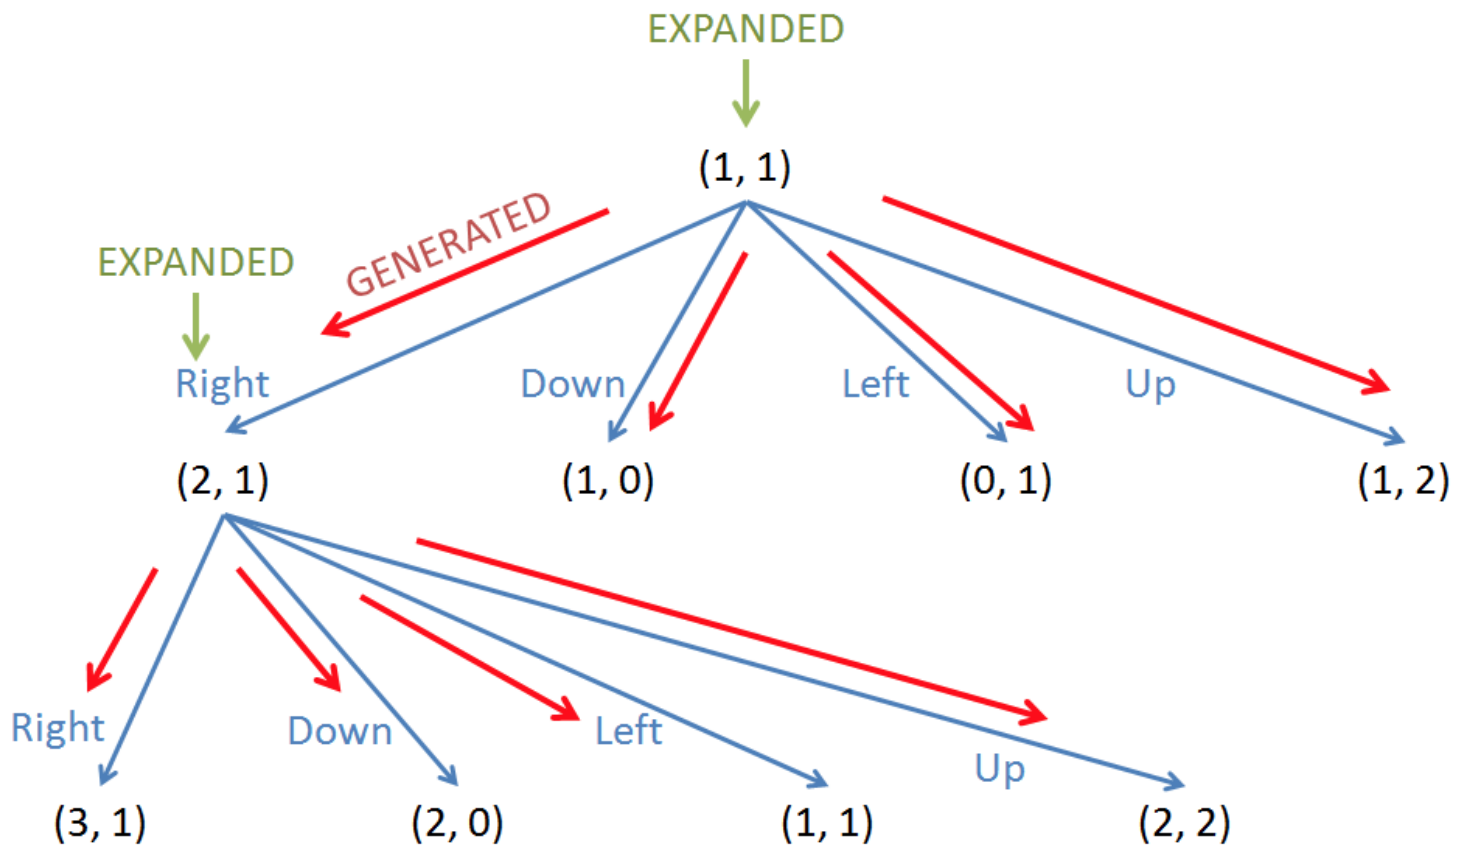 EXPANDED
(1, 1)
GENERATED
EXPANDED
Right
Down
Left
Up
(2, 1)
(1, 0)
(0, 1)
(1, 2)
Right
Down
Left
Up
(3, 1)
(2, 0)
(1, 1)
(2, 2)